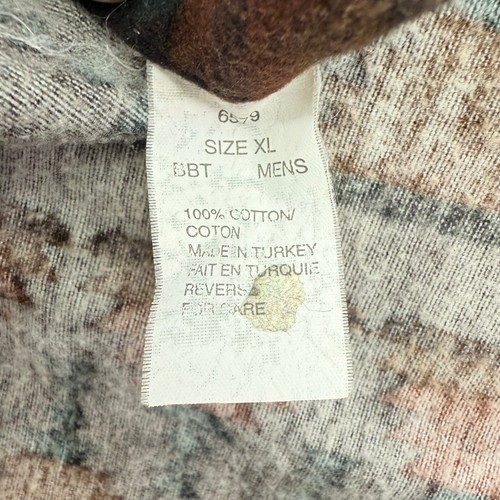 6579
SIZE XL
BBT MENS
100% COTTON/
COTON
MADE IN TURKEY
FAIT EN TURQUIE
REVERSE
FOR CARE